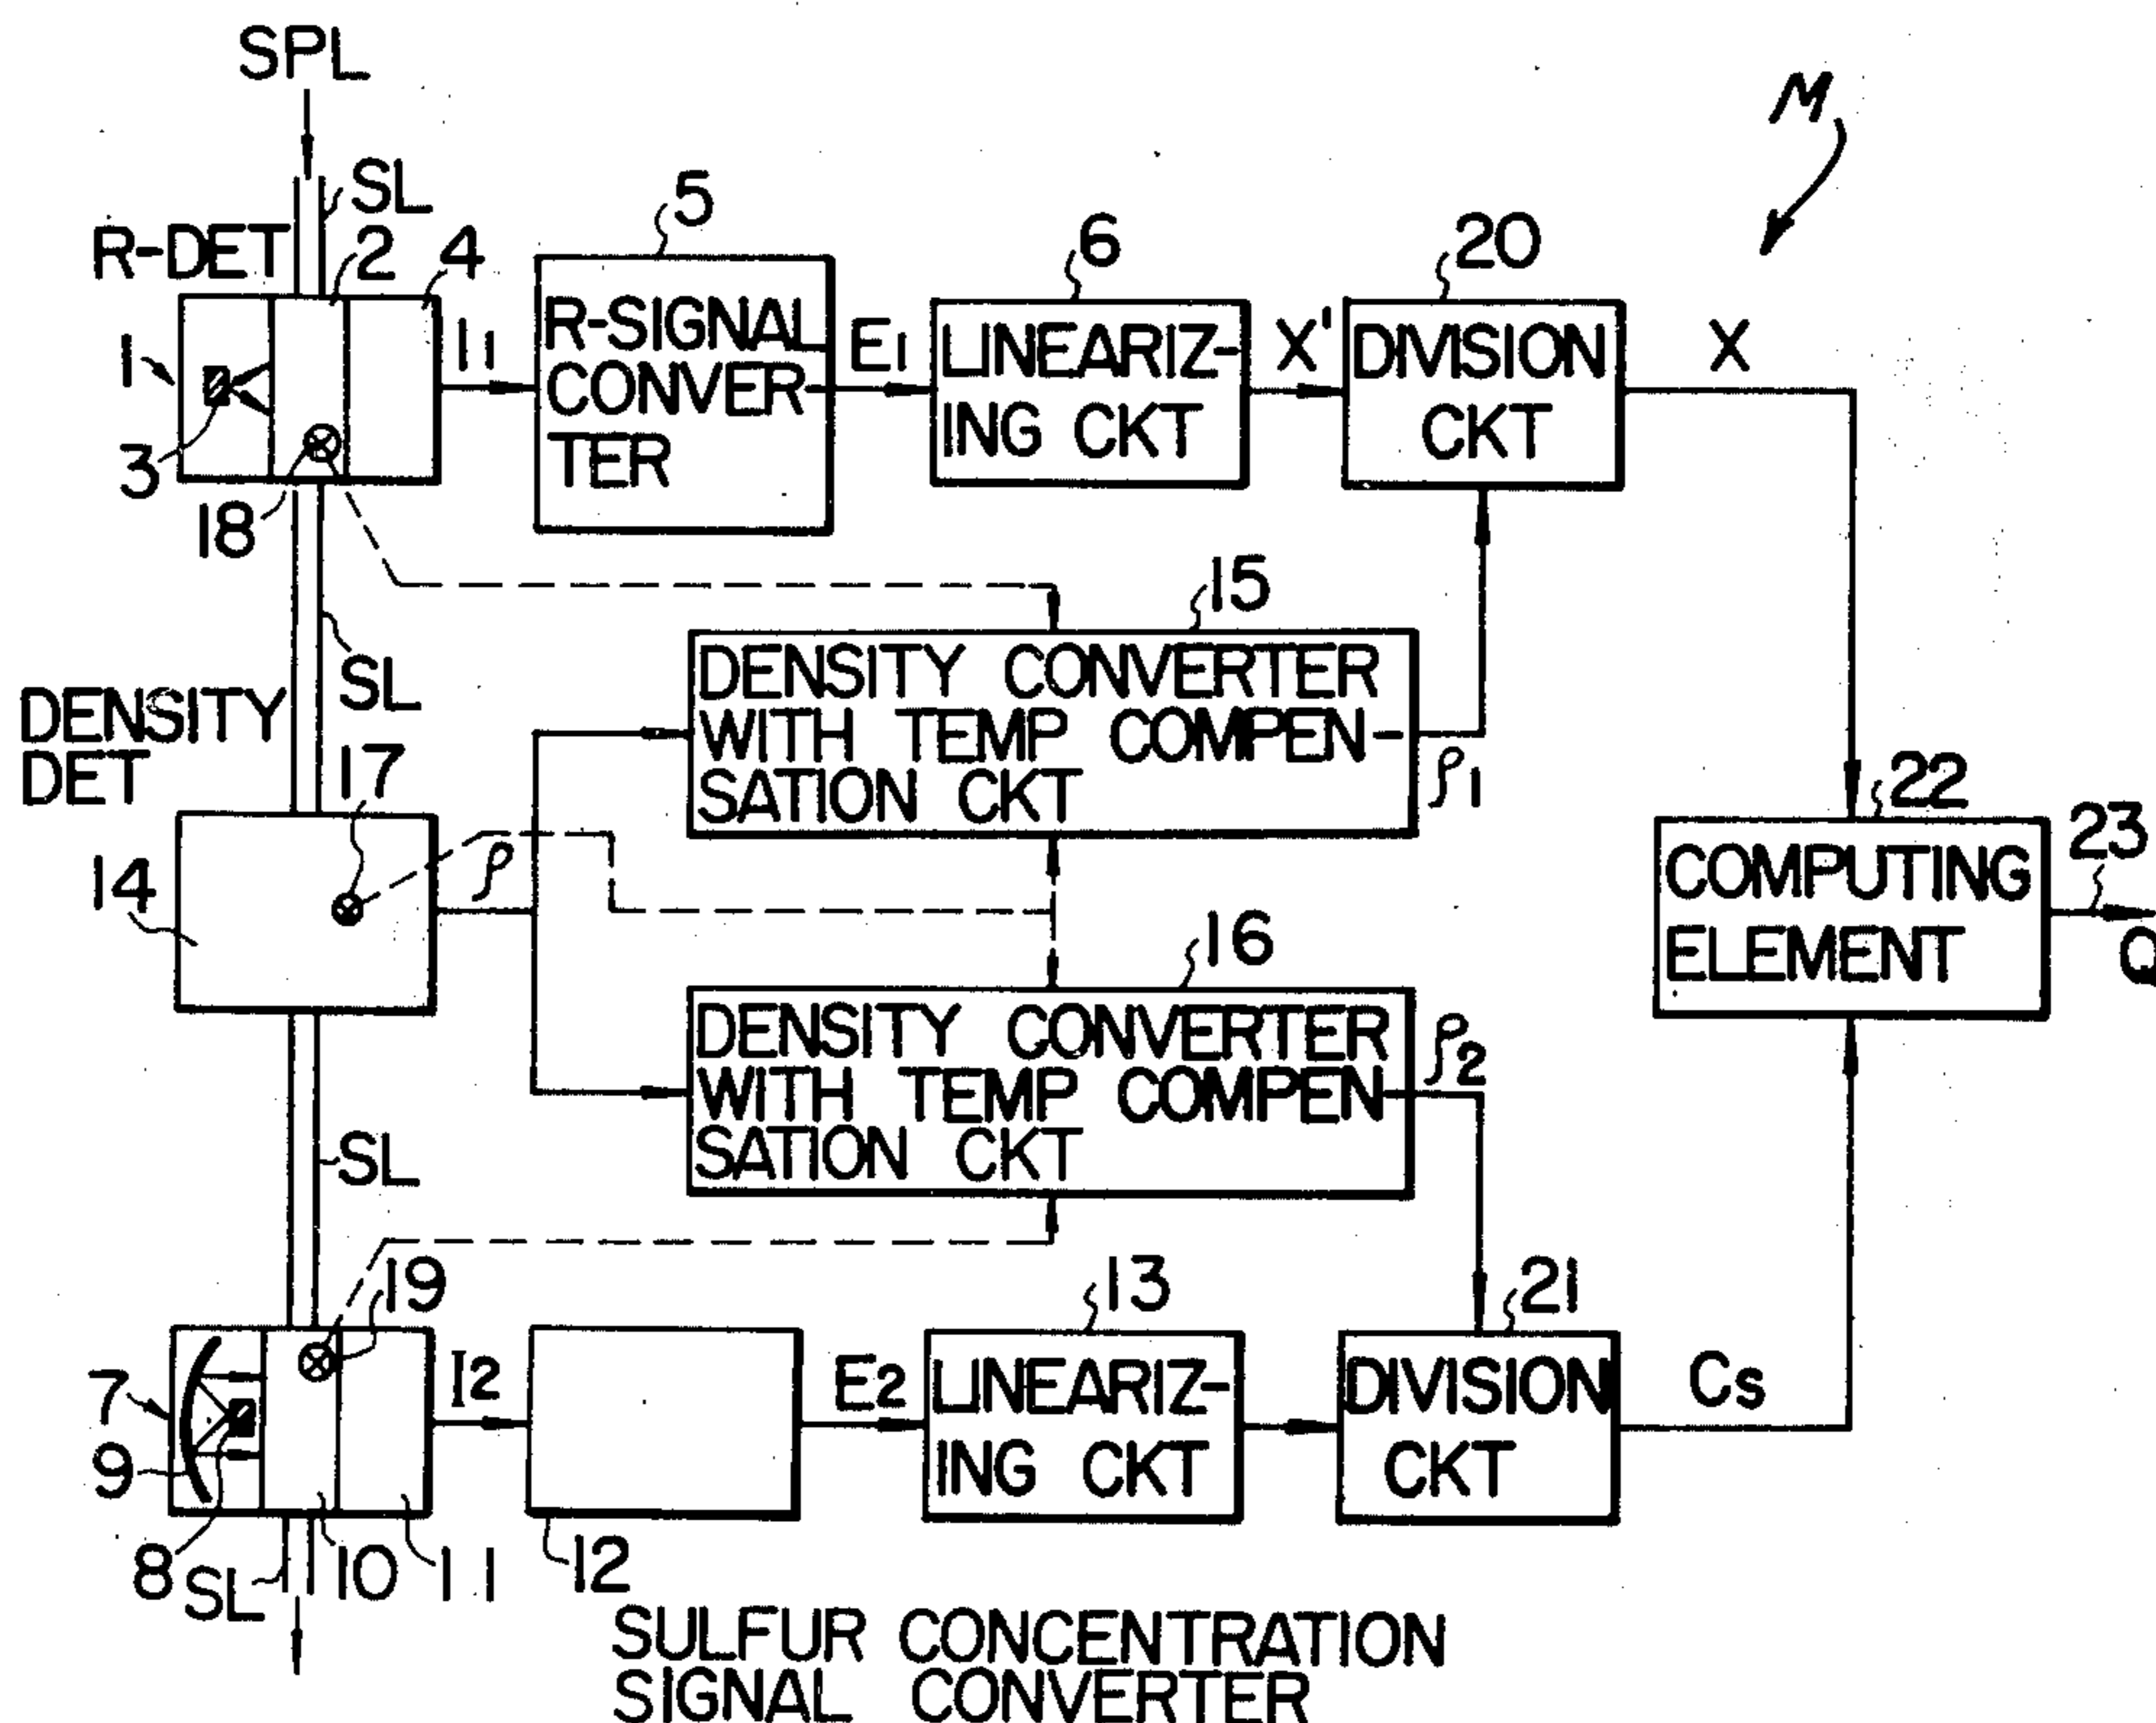 SPL
M
SL
5
R-DET
2
4
6
20
1
I1
R-SIGNAL
CONVER-
TER
E1
LINEARIZ-
ING CKT
X'
DIVISION
CKT
X
3
18
15
SL
DENSITY
DET
DENSITY CONVERTER
WITH TEMP COMPEN-
SATION CKT
ρ1
17
22
23
14
ρ
COMPUTING
ELEMENT
Q
16
DENSITY CONVERTER
WITH TEMP COMPEN-
SATION CKT
ρ2
SL
19
13
21
7
I2
E2
LINEARIZ-
ING CKT
DIVISION
CKT
Cs
9
8
SL
10
11
12
SULFUR CONCENTRATION
SIGNAL CONVERTER